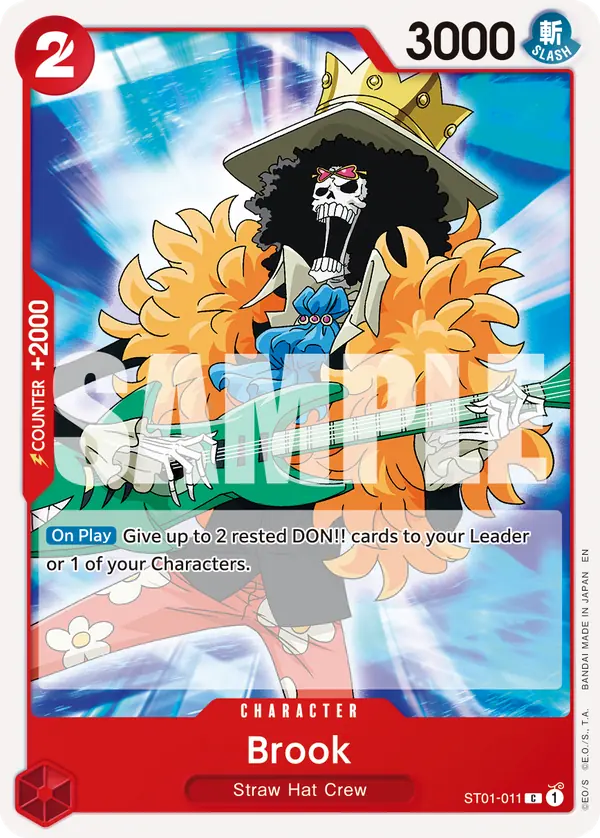 2
3000
斬
SLASH
COUNTER +2000
SAMPLE
On Play Give up to 2 rested DON!! cards to your Leader
or 1 of your Characters.
CHARACTER
Brook
Straw Hat Crew
ST01-011 C 1
©EO/S ©E.O./S., T.A. BANDAI MADE IN JAPAN EN